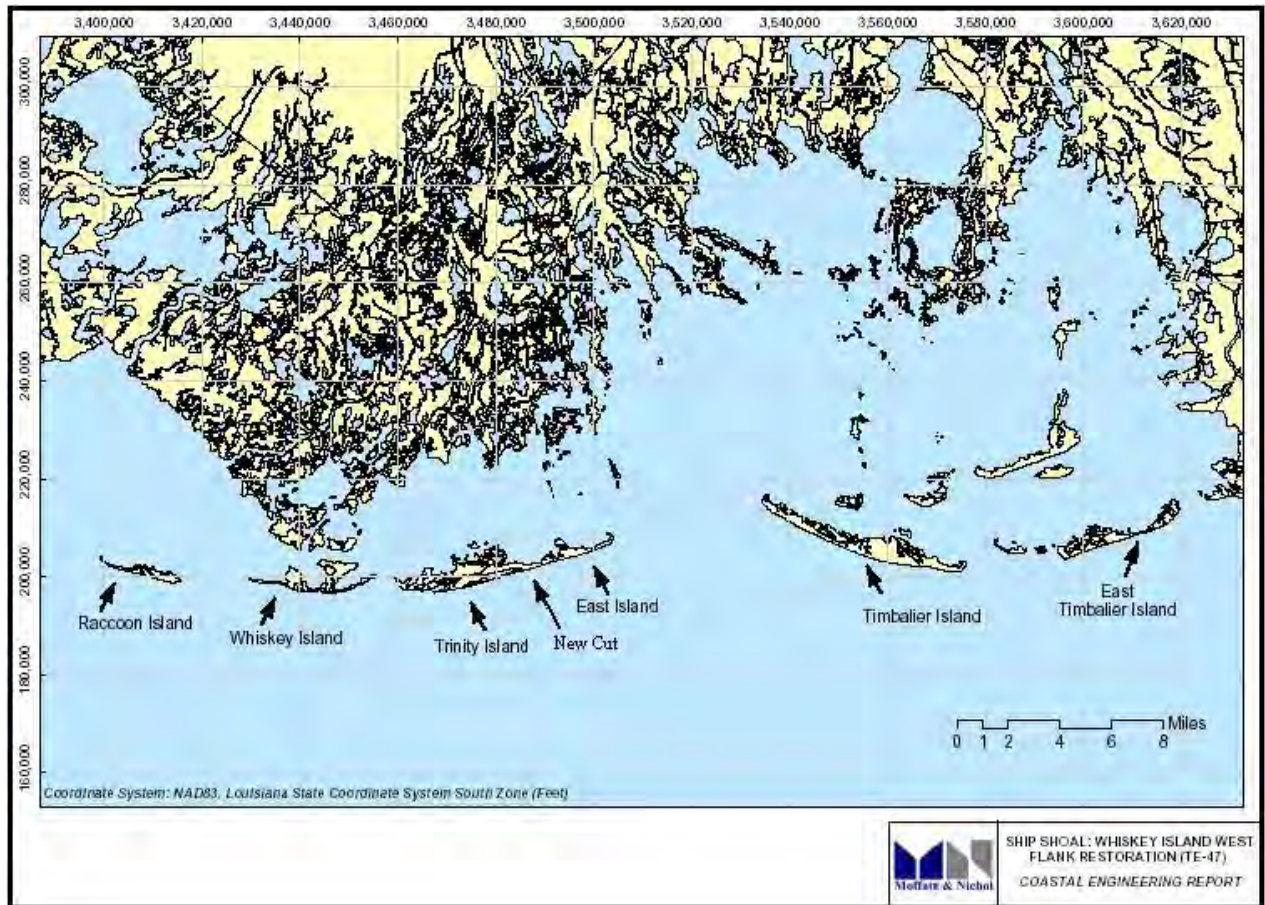 3,400,000 3,420,000 3,440,000 3,460,000 3,480,000 3,500,000 3,520,000 3,540,000 3,560,000 3,580,000 3,600,000 3,620,000
300,000
280,000
260,000
240,000
220,000
200,000
180,000
160,000
Raccoon Island
Whiskey Island
Trinity Island
New Cut
East Island
Timbalier Island
East
Timbalier Island
Miles
0 1 2 4 6 8
Coordinate System: NAD83, Louisiana State Coordinate System South Zone (Feet)
Moffatt & Nichol
SHIP SHOAL: WHISKEY ISLAND WEST
FLANK RESTORATION (TE-47)
COASTAL ENGINEERING REPORT